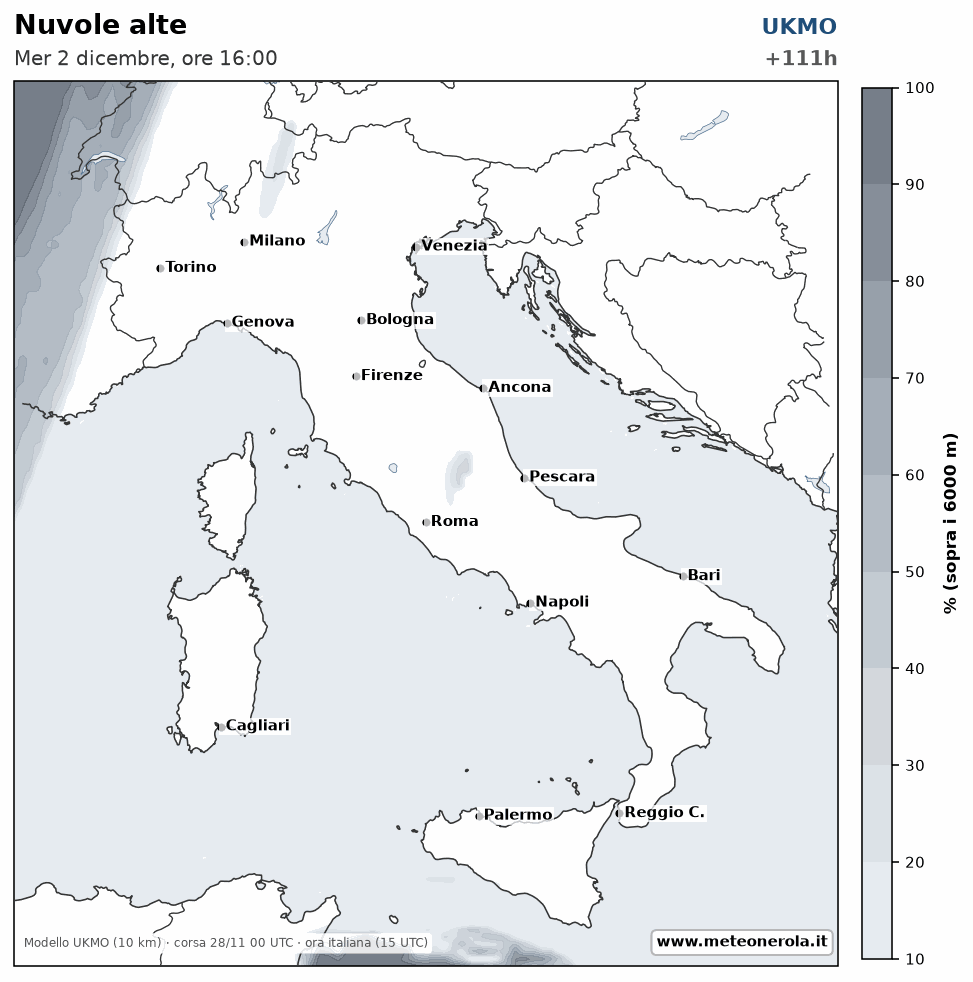 Nuvole alte
UKMO
Mer 2 dicembre, ore 16:00
+111h
100
90
80
70
60
50
40
30
20
10
% (sopra i 6000 m)
Milano
Venezia
Torino
Genova
Bologna
Firenze
Ancona
Pescara
Roma
Bari
Napoli
Cagliari
Palermo
Reggio C.
Modello UKMO (10 km) · corsa 28/11 00 UTC · ora italiana (15 UTC)
www.meteonerola.it